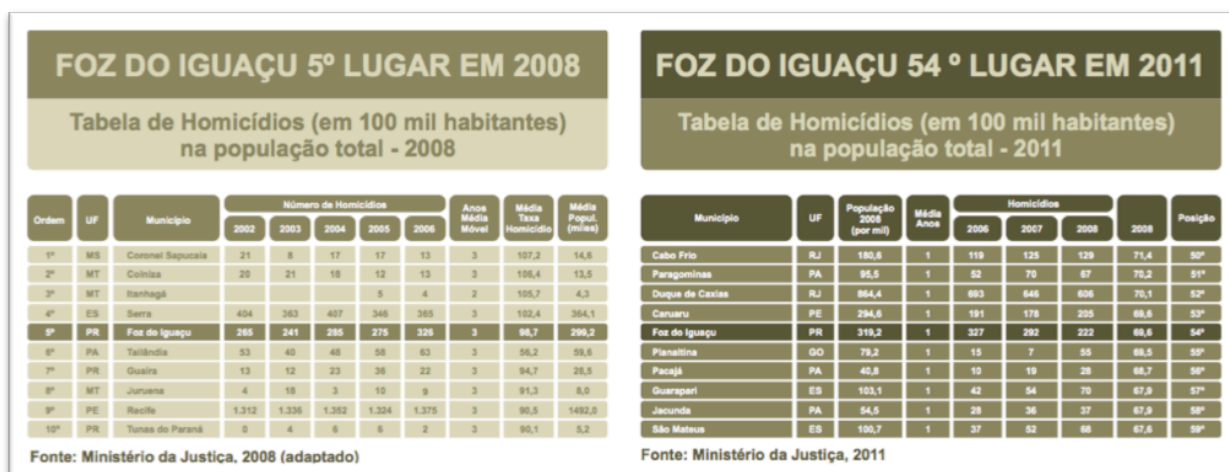 FOZ DO IGUAÇU 5º LUGAR EM 2008
Tabela de Homicídios (em 100 mil habitantes)
na população total - 2008
Ordem UF Município Número de Homicídios Anos Média Móvel Média Taxa Homicídio Média Popul. (miles)
2002 2003 2004 2005 2006
1º MS Coronel Sapucaia 21 8 17 17 13 3 107,2 14,6
2º MT Colniza 20 21 18 12 13 3 106,4 13,5
3º MT Itanhagá 5 4 2 105,7 4,3
4º ES Serra 404 363 407 346 365 3 102,4 364,1
5º PR Foz do Iguaçu 265 241 285 275 326 3 98,7 299,2
6º PA Tailândia 53 40 48 58 63 3 56,2 59,6
7º PR Guaíra 13 12 23 36 22 3 94,7 28,5
8º MT Juruena 4 16 3 10 9 3 91,3 8,0
9º PE Recife 1.312 1.336 1.352 1.324 1.375 3 90,5 1492,0
10º PR Tunas do Paraná 0 4 6 6 2 3 90,1 5,2
Fonte: Ministério da Justiça, 2008 (adaptado)
FOZ DO IGUAÇU 54 º LUGAR EM 2011
Tabela de Homicídios (em 100 mil habitantes)
na população total - 2011
Município UF População 2008 (por mil) Média Anos Homicídios 2008 Posição
2006 2007 2008
Cabo Frio RJ 180,6 1 119 125 129 71,4 50º
Paragominas PA 95,5 1 52 70 67 70,2 51º
Duque de Caxias RJ 864,4 1 693 646 606 70,1 52º
Caruaru PE 294,6 1 191 178 205 69,6 53º
Foz do Iguaçu PR 319,2 1 327 292 222 69,6 54º
Planaltina GO 79,2 1 15 7 55 69,5 55º
Pacajá PA 40,8 1 10 19 28 68,7 56º
Guarapari ES 103,1 1 42 54 70 67,9 57º
Jacunda PA 54,5 1 28 36 37 67,9 58º
São Mateus ES 100,7 1 37 52 68 67,6 59º
Fonte: Ministério da Justiça, 2011